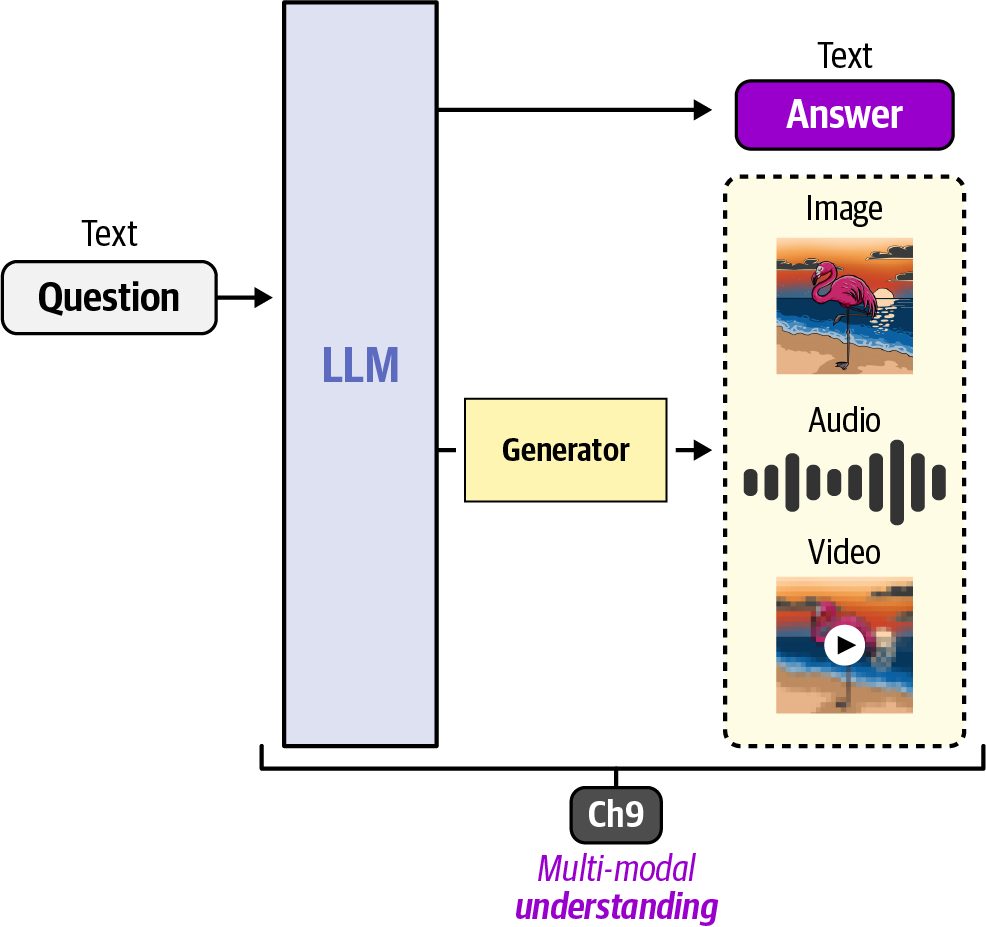 Text
Answer
Image
Text
Question
LLM
Audio
Generator
Video
Ch9
Multi-modal
understanding